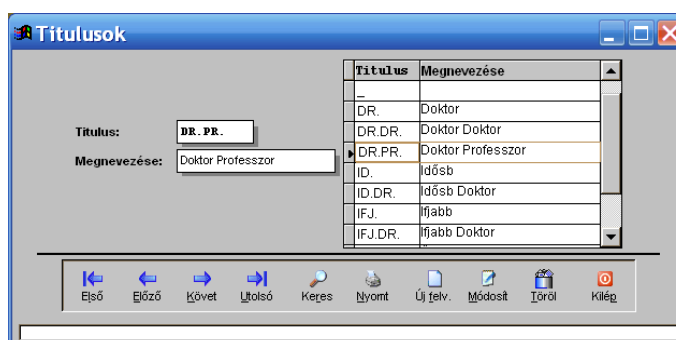 Titulusok
Titulus: DR.PR.
Megnevezése: Doktor Professzor
Titulus Megnevezése
_
DR. Doktor
DR.DR. Doktor Doktor
DR.PR. Doktor Professzor
ID. Idősb
ID.DR. Idősb Doktor
IFJ. Ifjabb
IFJ.DR. Ifjabb Doktor
Első Előző Követ Utolsó Keres Nyomt Új felv. Módosít Töröl Kilép